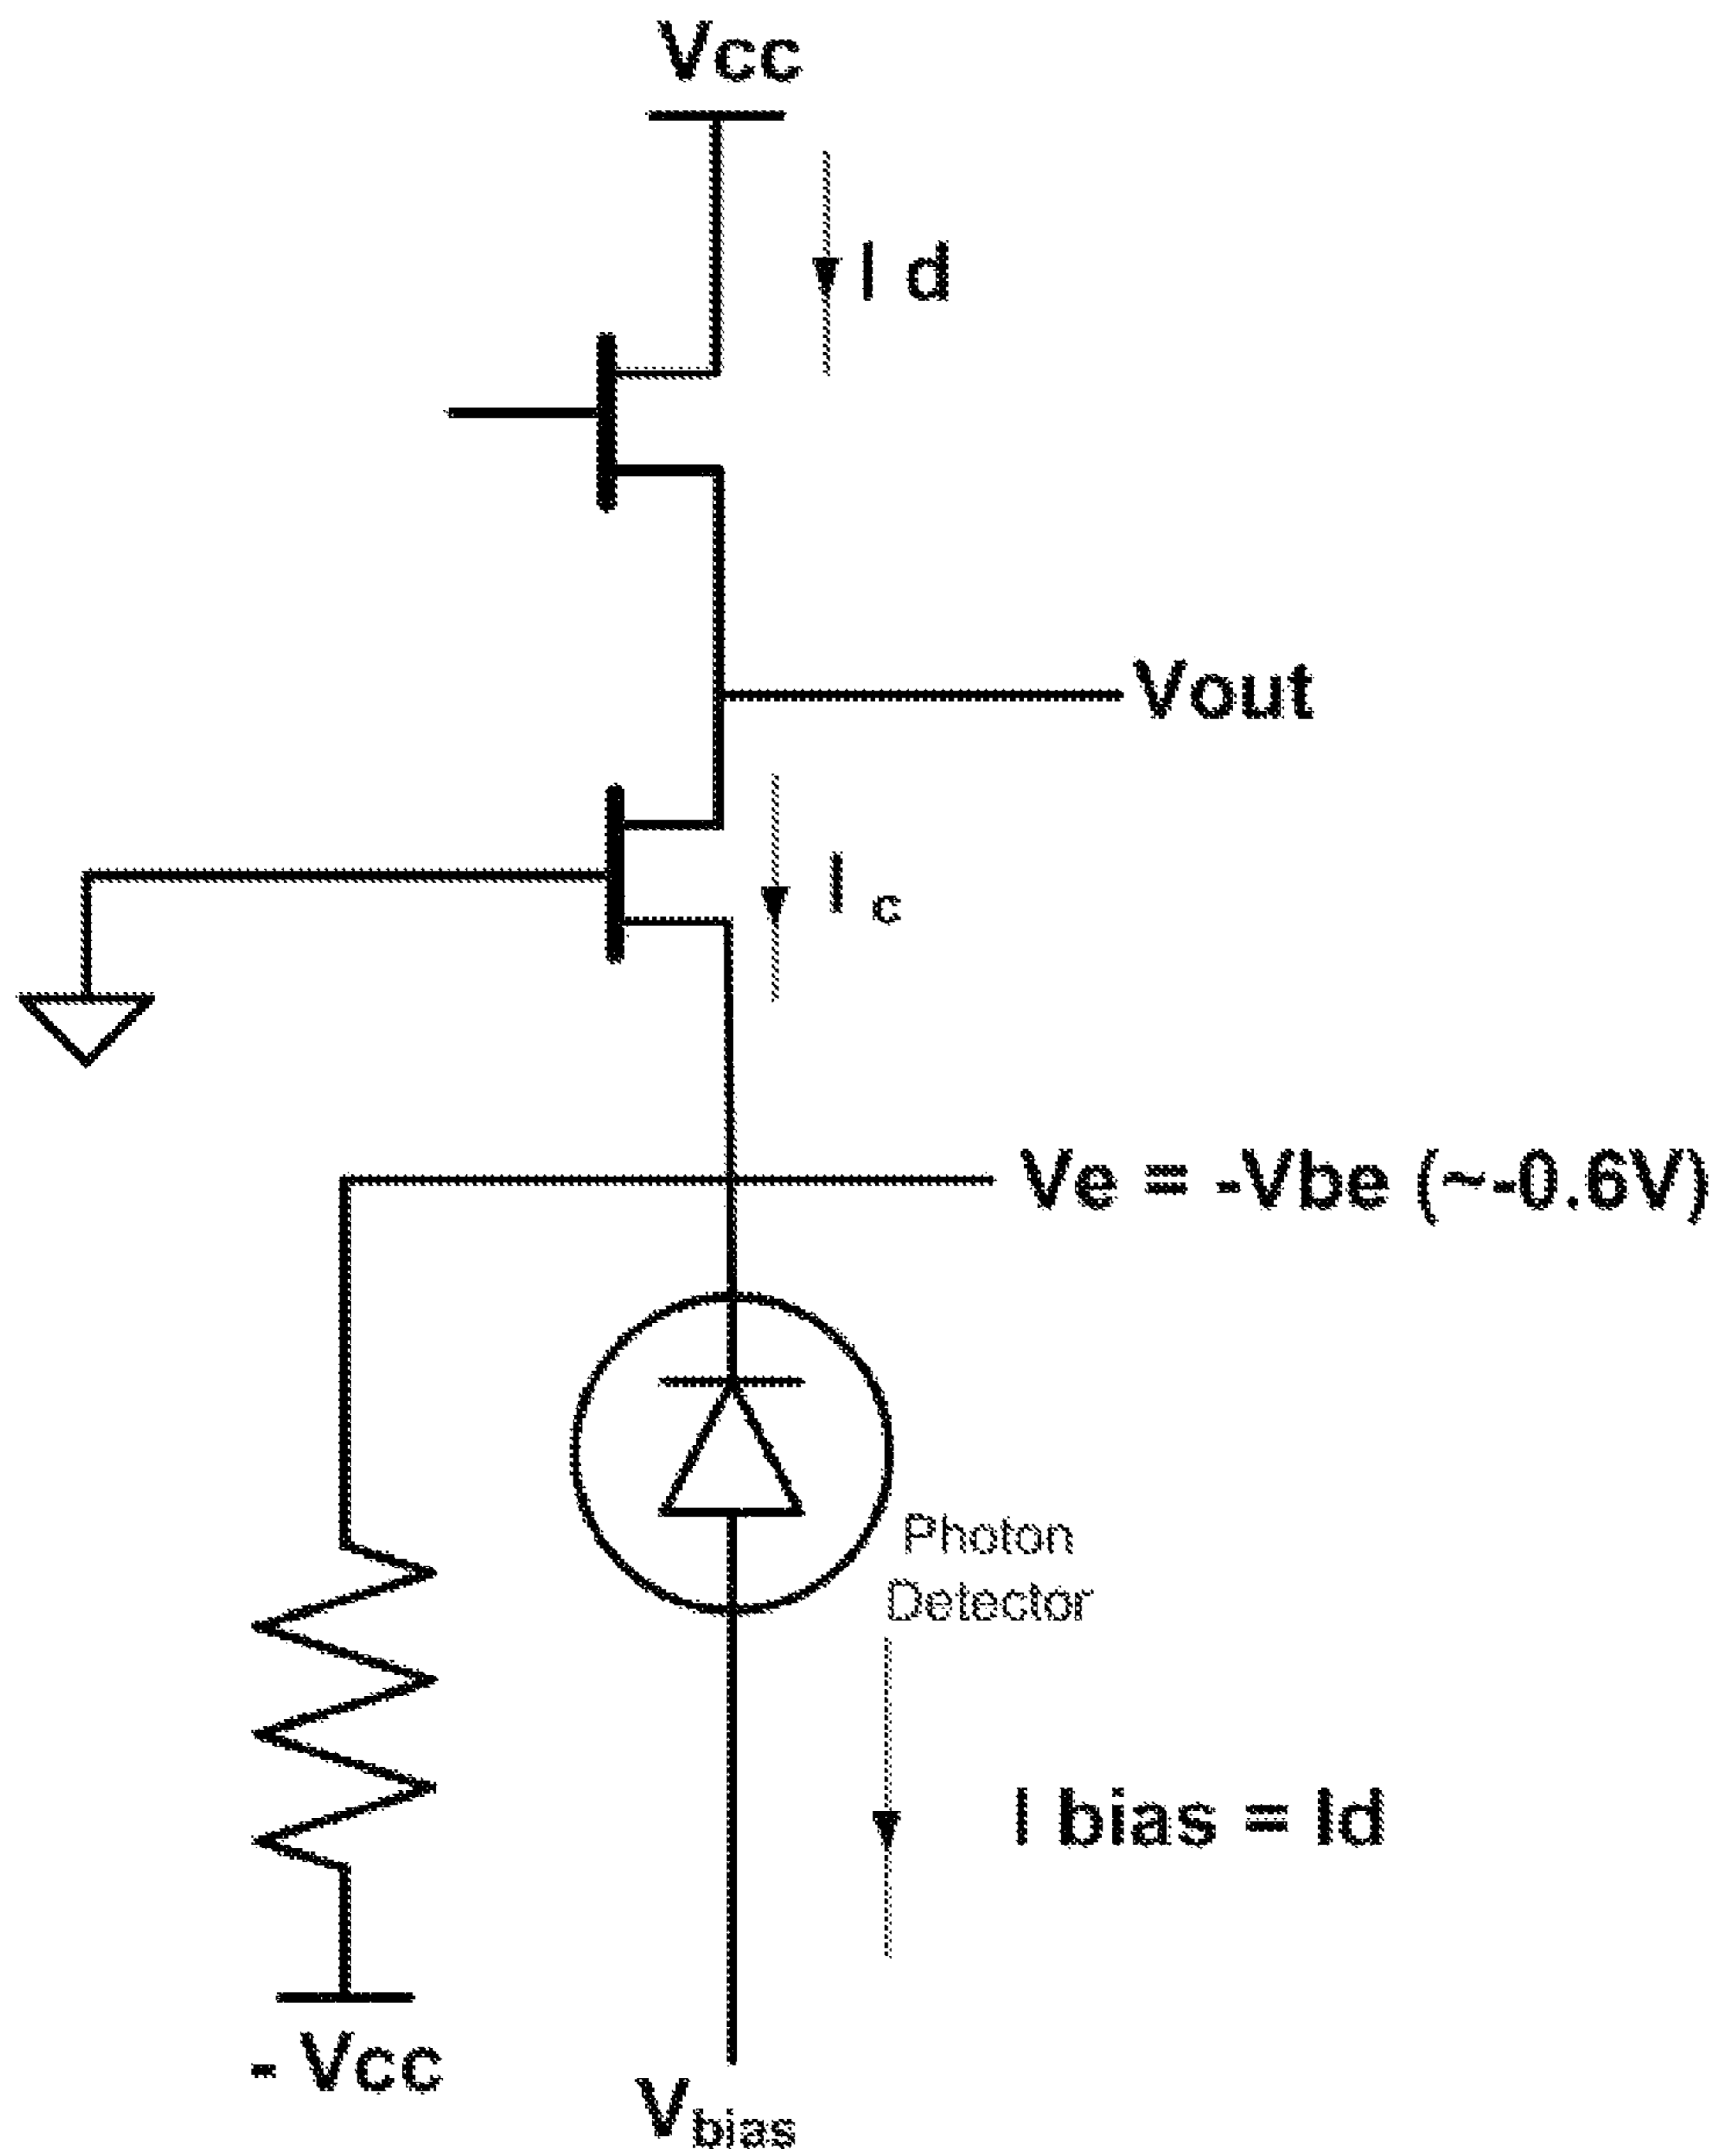 Vcc
I d
Vout
I c
Ve = -Vbe (~-0.6V)
Photon
Detector
I bias = Id
- Vcc
Vbias